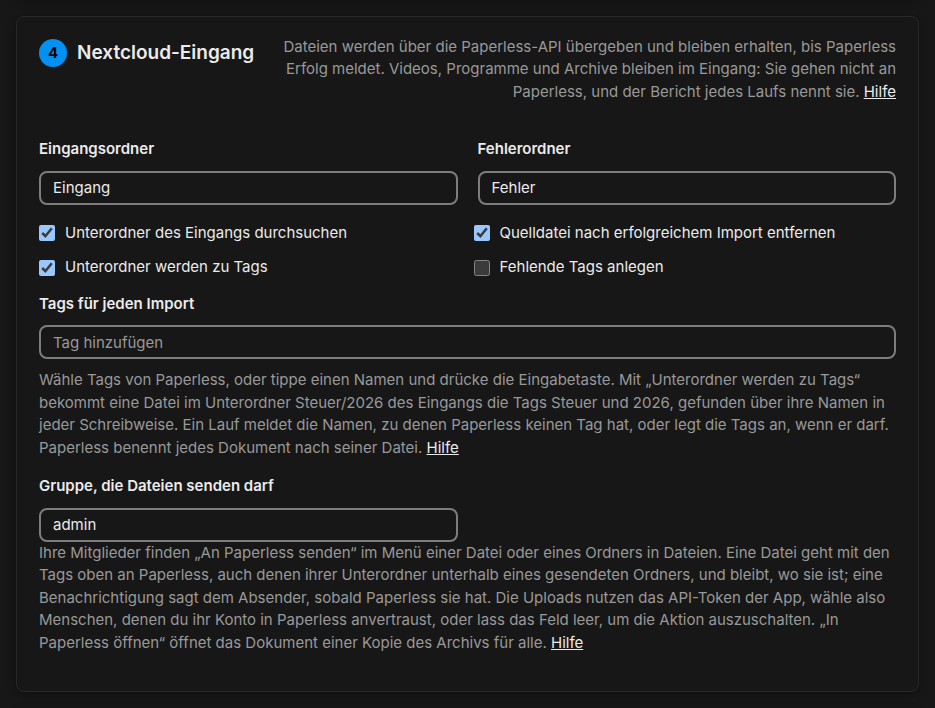 4 Nextcloud-Eingang
Dateien werden über die Paperless-API übergeben und bleiben erhalten, bis Paperless
Erfolg meldet. Videos, Programme und Archive bleiben im Eingang: Sie gehen nicht an
Paperless, und der Bericht jedes Laufs nennt sie. Hilfe
Eingangsordner
Fehlerordner
Eingang
Fehler
Unterordner des Eingangs durchsuchen
Quelldatei nach erfolgreichem Import entfernen
Unterordner werden zu Tags
Fehlende Tags anlegen
Tags für jeden Import
Tag hinzufügen
Wähle Tags von Paperless, oder tippe einen Namen und drücke die Eingabetaste. Mit „Unterordner werden zu Tags“
bekommt eine Datei im Unterordner Steuer/2026 des Eingangs die Tags Steuer und 2026, gefunden über ihre Namen in
jeder Schreibweise. Ein Lauf meldet die Namen, zu denen Paperless keinen Tag hat, oder legt die Tags an, wenn er darf.
Paperless benennt jedes Dokument nach seiner Datei. Hilfe
Gruppe, die Dateien senden darf
admin
Ihre Mitglieder finden „An Paperless senden“ im Menü einer Datei oder eines Ordners in Dateien. Eine Datei geht mit den
Tags oben an Paperless, auch denen ihrer Unterordner unterhalb eines gesendeten Ordners, und bleibt, wo sie ist; eine
Benachrichtigung sagt dem Absender, sobald Paperless sie hat. Die Uploads nutzen das API-Token der App, wähle also
Menschen, denen du ihr Konto in Paperless anvertraust, oder lass das Feld leer, um die Aktion auszuschalten. „In
Paperless öffnen“ öffnet das Dokument einer Kopie des Archivs für alle. Hilfe